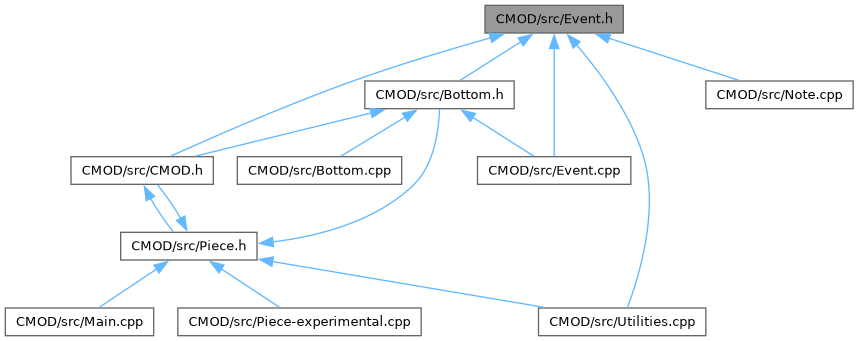 CMOD/src/Event.h
CMOD/src/Bottom.h
CMOD/src/Note.cpp
CMOD/src/CMOD.h
CMOD/src/Bottom.cpp
CMOD/src/Event.cpp
CMOD/src/Piece.h
CMOD/src/Main.cpp
CMOD/src/Piece-experimental.cpp
CMOD/src/Utilities.cpp